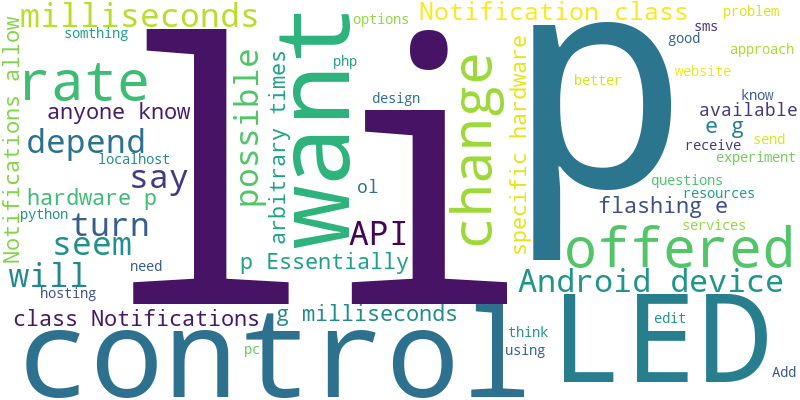 milliseconds
options
Notification class
problem
somthing
sms
good
approach
Notifications allow
rate
l
i
p
want
php
possible
change
website
better
design
anyone know
arbitrary times
specific hardware
know
available
depend
e g
localhost
say
receive
experiment
hardware p
ol
questions
send
resources
python
turn
API
flashing e
services
seem
offered
p Essentially
will
need
Android device
hosting
class Notifications
g milliseconds
control
LED
edit
think
using
pc
Add